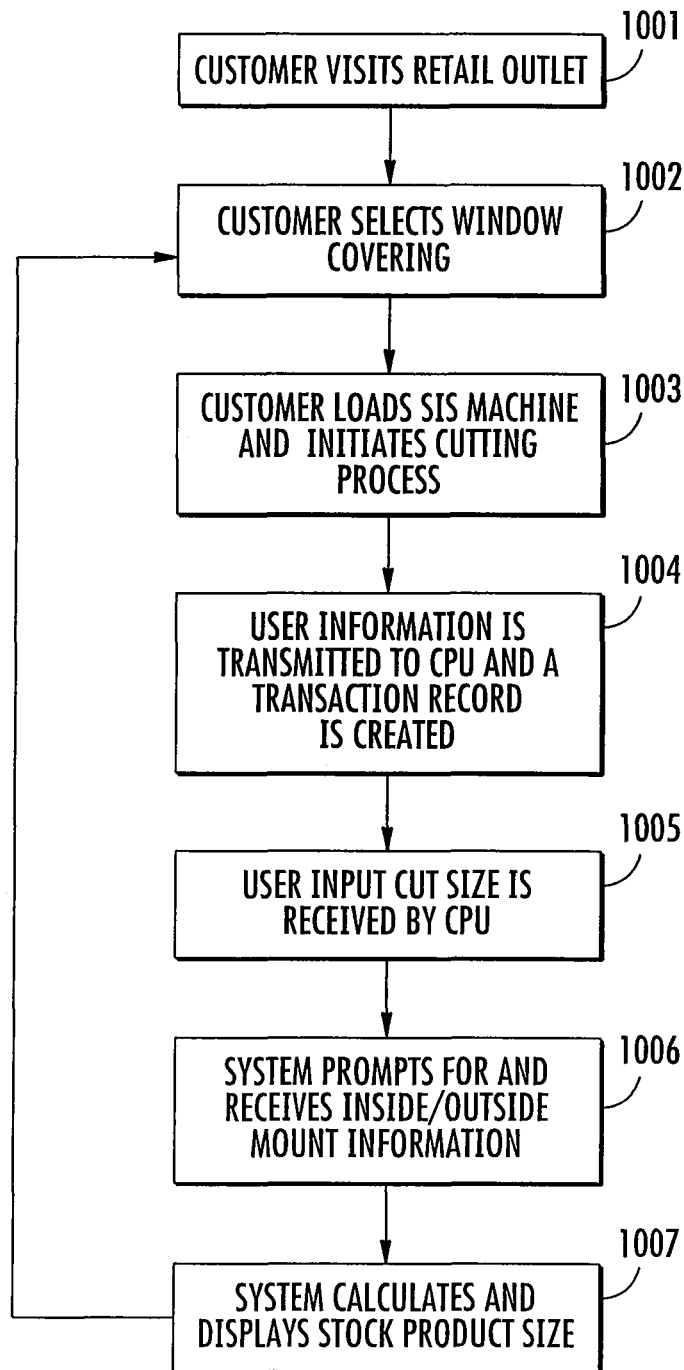 1001
CUSTOMER VISITS RETAIL OUTLET
1002
CUSTOMER SELECTS WINDOW
COVERING
1003
CUSTOMER LOADS SIS MACHINE
AND INITIATES CUTTING
PROCESS
1004
USER INFORMATION IS
TRANSMITTED TO CPU AND A
TRANSACTION RECORD
IS CREATED
1005
USER INPUT CUT SIZE IS
RECEIVED BY CPU
1006
SYSTEM PROMPTS FOR AND
RECEIVES INSIDE/OUTSIDE
MOUNT INFORMATION
1007
SYSTEM CALCULATES AND
DISPLAYS STOCK PRODUCT SIZE